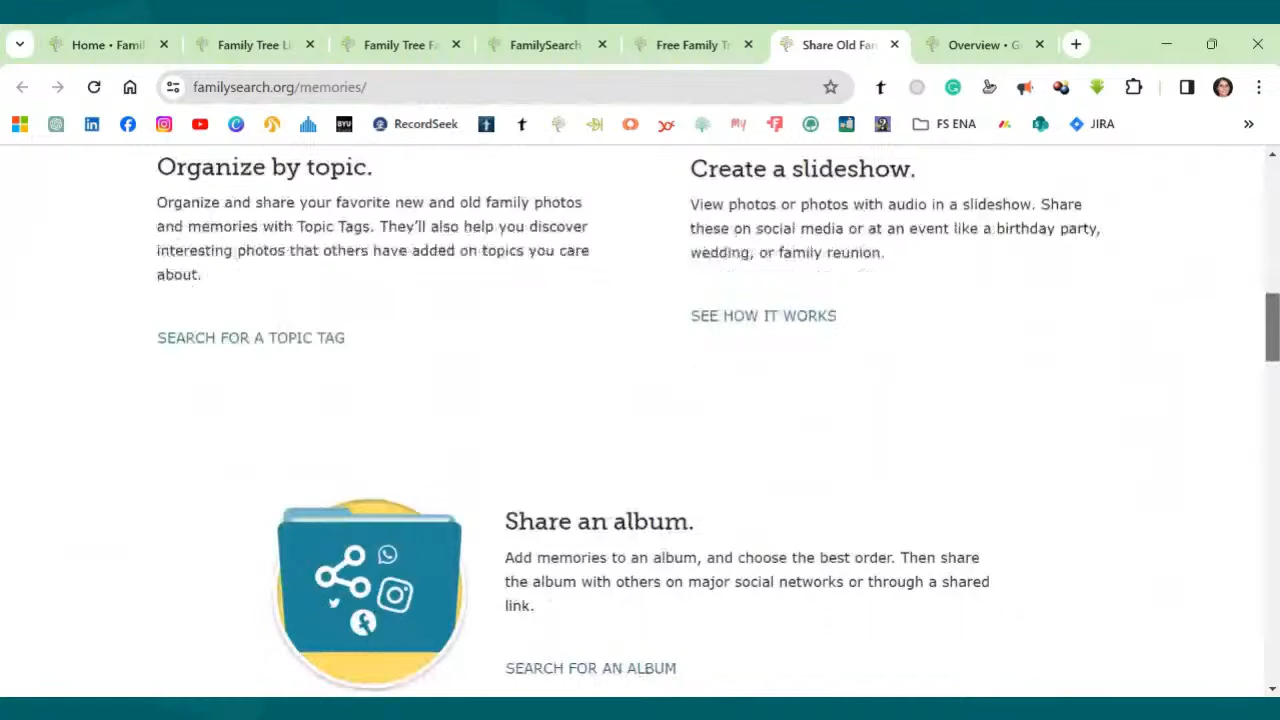 Home • Famil
Family Tree Li
Family Tree Fa
FamilySearch
Free Family Tr
Share Old Fam
Overview • G
familysearch.org/memories/
BYU
RecordSeek
My
FS ENA
JIRA
Organize by topic.
Organize and share your favorite new and old family photos
and memories with Topic Tags. They'll also help you discover
interesting photos that others have added on topics you care
about.
SEARCH FOR A TOPIC TAG
Create a slideshow.
View photos or photos with audio in a slideshow. Share
these on social media or at an event like a birthday party,
wedding, or family reunion.
SEE HOW IT WORKS
Share an album.
Add memories to an album, and choose the best order. Then share
the album with others on major social networks or through a shared
link.
SEARCH FOR AN ALBUM